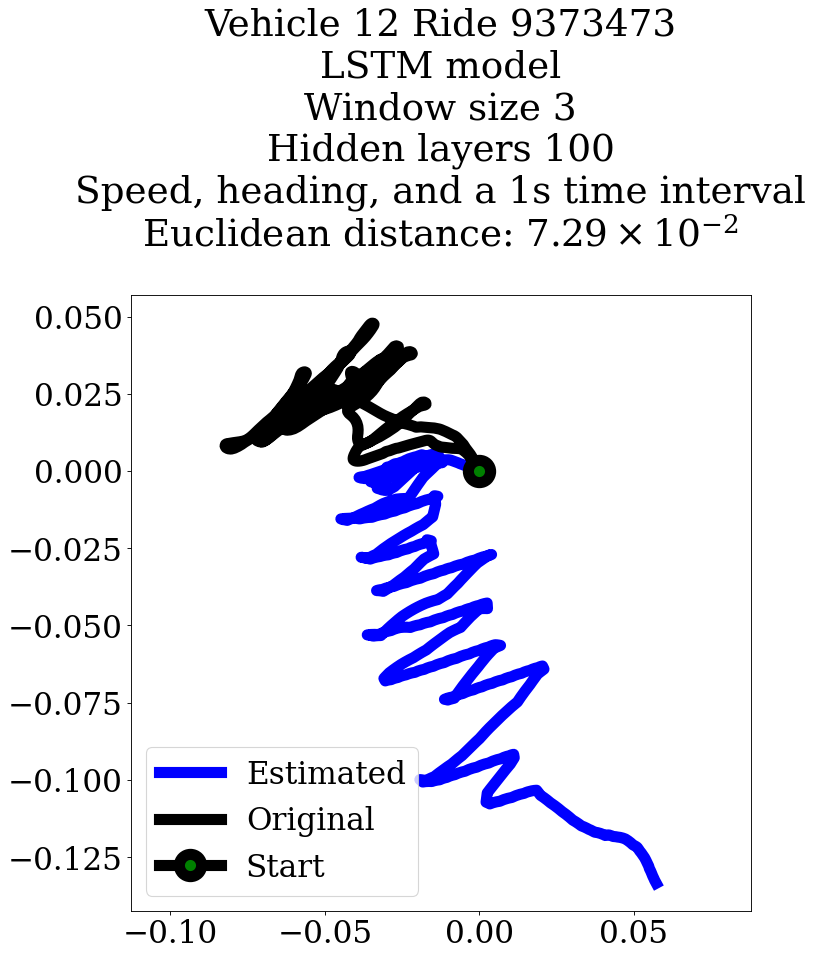 Vehicle 12 Ride 9373473
LSTM model
Window size 3
Hidden layers 100
Speed, heading, and a 1s time interval
Euclidean distance: 7.29 × 10⁻²
0.050
0.025
0.000
−0.025
−0.050
−0.075
−0.100
−0.125
Estimated
Original
Start
−0.10
−0.05
0.00
0.05